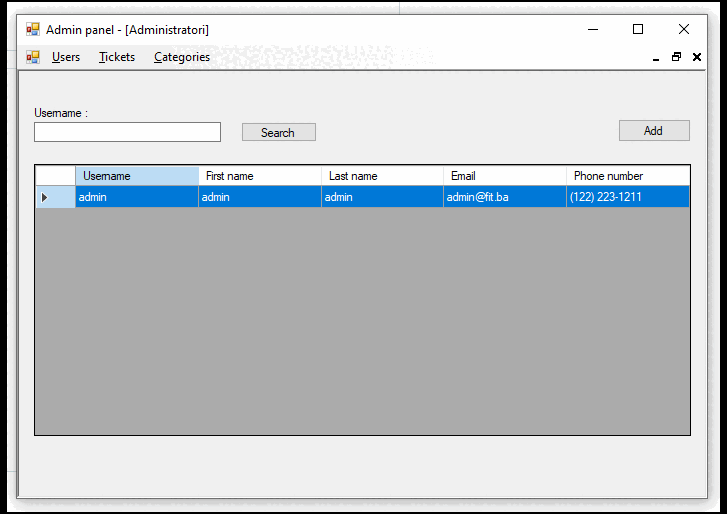 Admin panel - [Administratori]
Users Tickets Categories
Username :
Search Add
Username First name Last name Email Phone number
admin admin admin admin@fit.ba (122) 223-1211